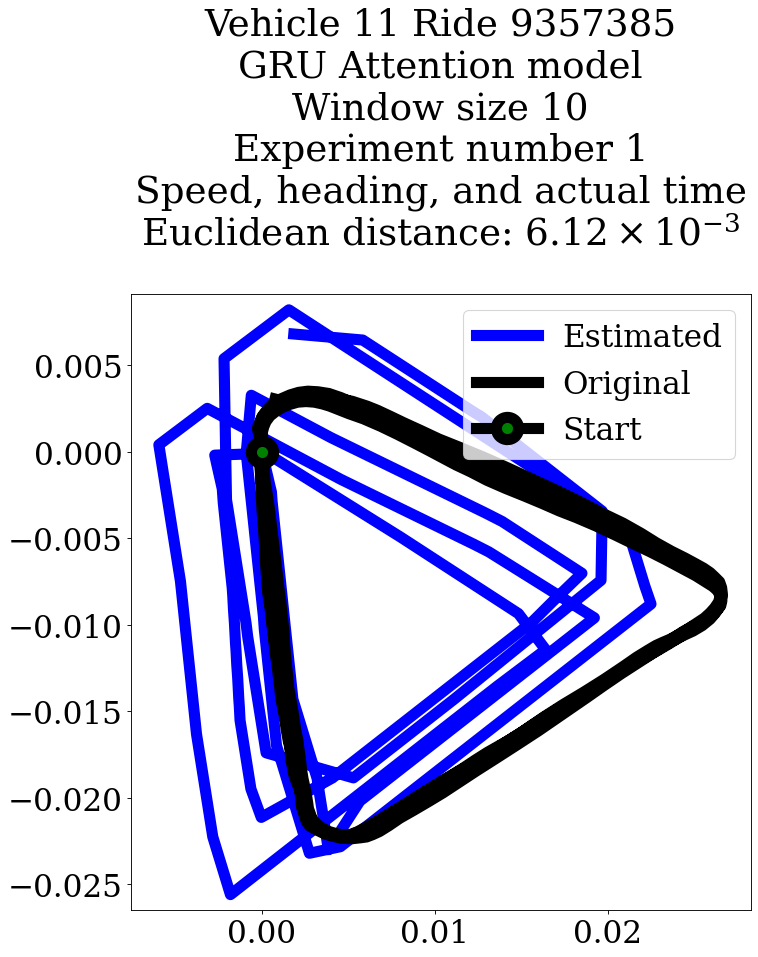 Vehicle 11 Ride 9357385
GRU Attention model
Window size 10
Experiment number 1
Speed, heading, and actual time
Euclidean distance: 6.12 × 10⁻³
Estimated
Original
Start
0.005
0.000
−0.005
−0.010
−0.015
−0.020
−0.025
0.00 0.01 0.02